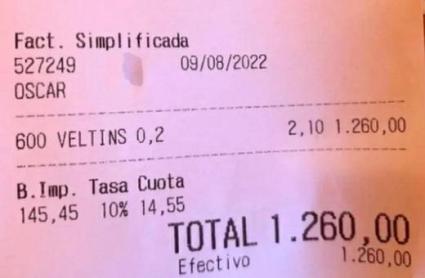 Fact. Simplificada
527249 09/08/2022
OSCAR
600 VELTINS 0,2 2,10 1.260,00
B.Imp. Tasa Cuota
145,45 10% 14,55
TOTAL 1.260,00
Efectivo 1.260,00